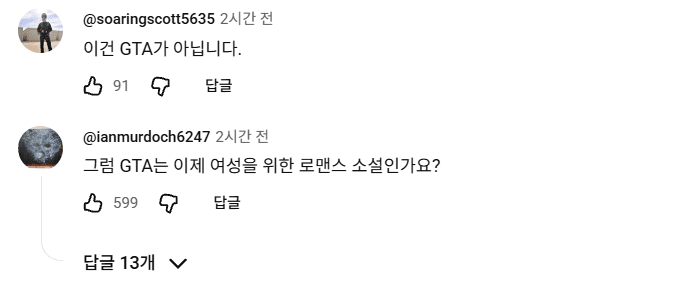 @soaringscott5635 2시간 전
이건 GTA가 아닙니다.
91 답글
@ianmurdoch6247 2시간 전
그럼 GTA는 이제 여성을 위한 로맨스 소설인가요?
599 답글
답글 13개